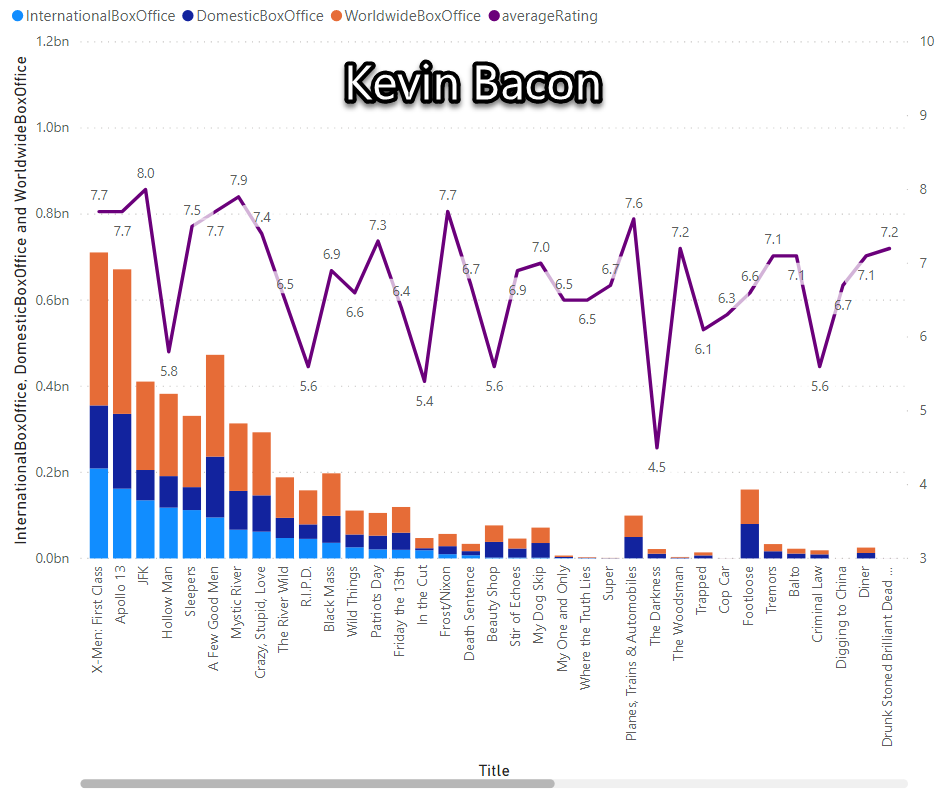 InternationalBoxOffice DomesticBoxOffice WorldwideBoxOffice averageRating
Kevin Bacon
InternationalBoxOffice, DomesticBoxOffice and WorldwideBoxOffice
1.2bn
1.0bn
0.8bn
0.6bn
0.4bn
0.2bn
0.0bn
10
9
8
7
6
5
4
3
7.7
7.7
8.0
5.8
7.5
7.7
7.9
7.4
6.5
5.6
6.9
6.6
7.3
6.4
5.4
7.7
6.7
5.6
6.9
7.0
6.5
6.5
6.7
7.6
4.5
7.2
6.1
6.3
6.6
7.1
7.1
5.6
6.7
7.1
7.2
X-Men: First Class
Apollo 13
JFK
Hollow Man
Sleepers
A Few Good Men
Mystic River
Crazy, Stupid, Love
The River Wild
R.I.P.D.
Black Mass
Wild Things
Patriots Day
Friday the 13th
In the Cut
Frost/Nixon
Death Sentence
Beauty Shop
Stir of Echoes
My Dog Skip
My One and Only
Where the Truth Lies
Super
Planes, Trains & Automobiles
The Darkness
The Woodsman
Trapped
Cop Car
Footloose
Tremors
Balto
Criminal Law
Digging to China
Diner
Drunk Stoned Brilliant Dead ...
Title